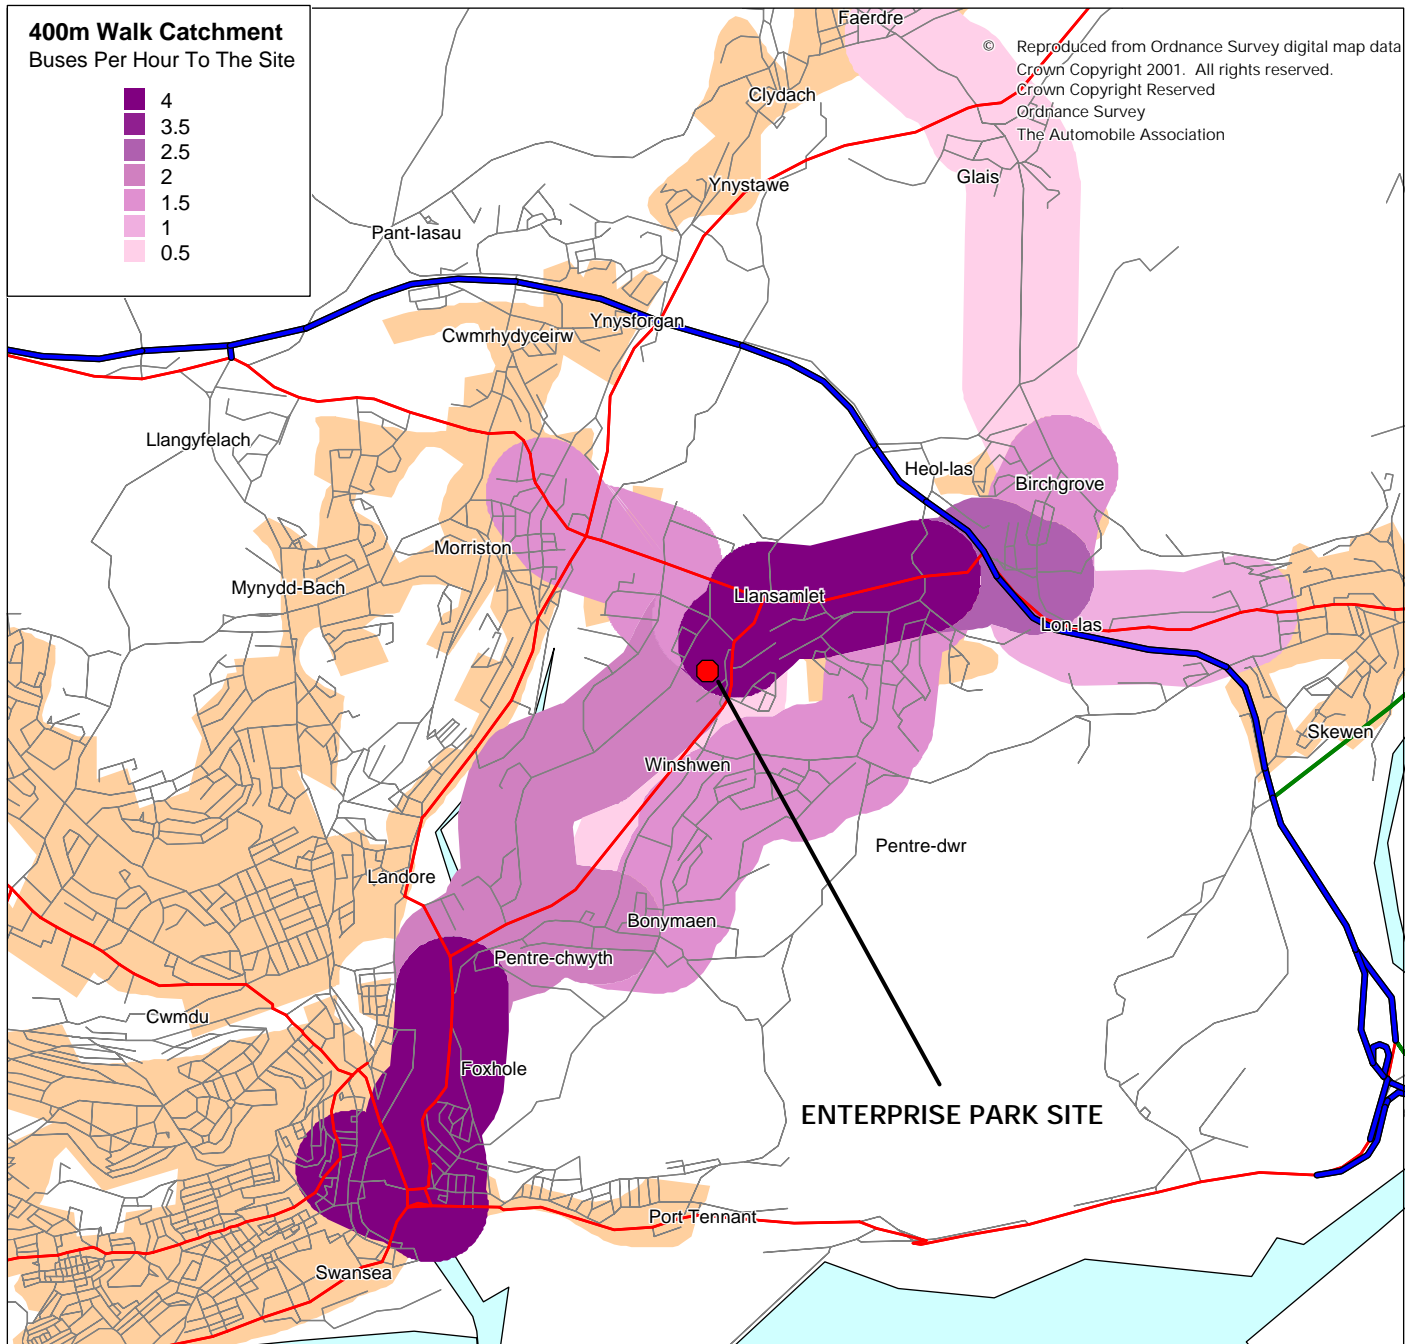 400m Walk Catchment
Buses Per Hour To The Site
4
3.5
2.5
2
1.5
1
0.5
Faerdre
© Reproduced from Ordnance Survey digital map data
Crown Copyright 2001. All rights reserved.
Crown Copyright Reserved
Ordnance Survey
The Automobile Association
Clydach
Glais
Ynystawe
Pant-lasau
Ynysforgan
Cwmrhydyceirw
Llangyfelach
Heol-las
Birchgrove
Morriston
Mynydd-Bach
Llansamlet
Lon-las
Skewen
Winshwen
Pentre-dwr
Landore
Bonymaen
Pentre-chwyth
Cwmdu
Foxhole
ENTERPRISE PARK SITE
Port Tennant
Swansea